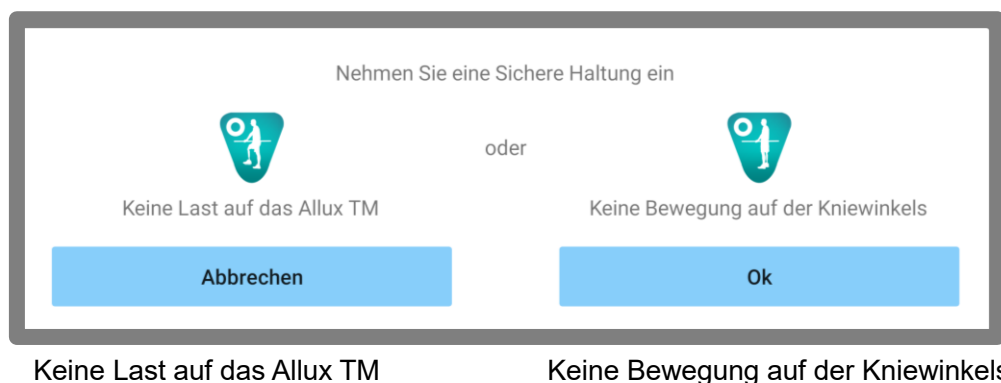 Nehmen Sie eine Sichere Haltung ein
oder
Keine Last auf das Allux TM
Keine Bewegung auf der Kniewinkels
Abbrechen
Ok
Keine Last auf das Allux TM
Keine Bewegung auf der Kniewinkels